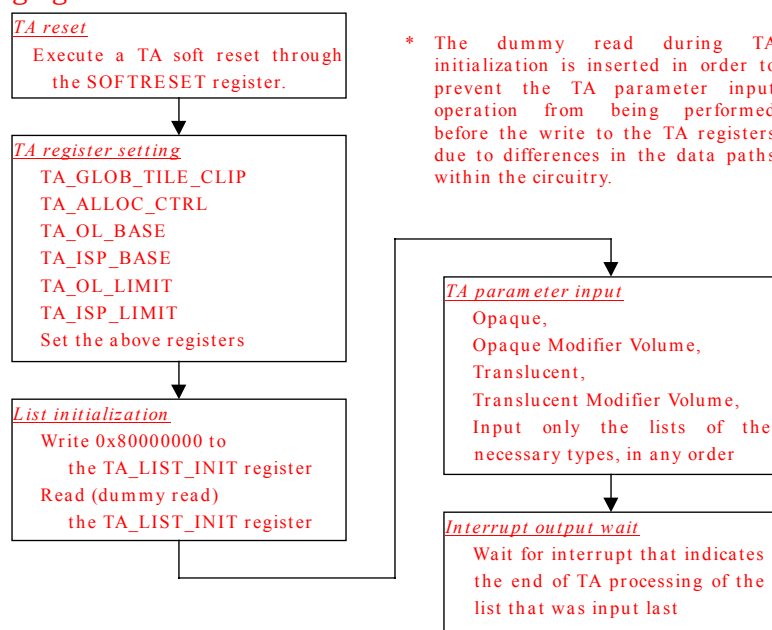 TA reset
Execute a TA soft reset through
the SOFTRESET register.
TA register setting
TA_GLOB_TILE_CLIP
TA_ALLOC_CTRL
TA_OL_BASE
TA_ISP_BASE
TA_OL_LIMIT
TA_ISP_LIMIT
Set the above registers
List initialization
Write 0x80000000 to
the TA_LIST_INIT register
Read (dummy read)
the TA_LIST_INIT register
* The dummy read during TA
initialization is inserted in order to
prevent the TA parameter input
operation from being performed
before the write to the TA registers
due to differences in the data paths
within the circuitry.
TA parameter input
Opaque,
Opaque Modifier Volume,
Translucent,
Translucent Modifier Volume,
Input only the lists of the
necessary types, in any order
Interrupt output wait
Wait for interrupt that indicates
the end of TA processing of the
list that was input last